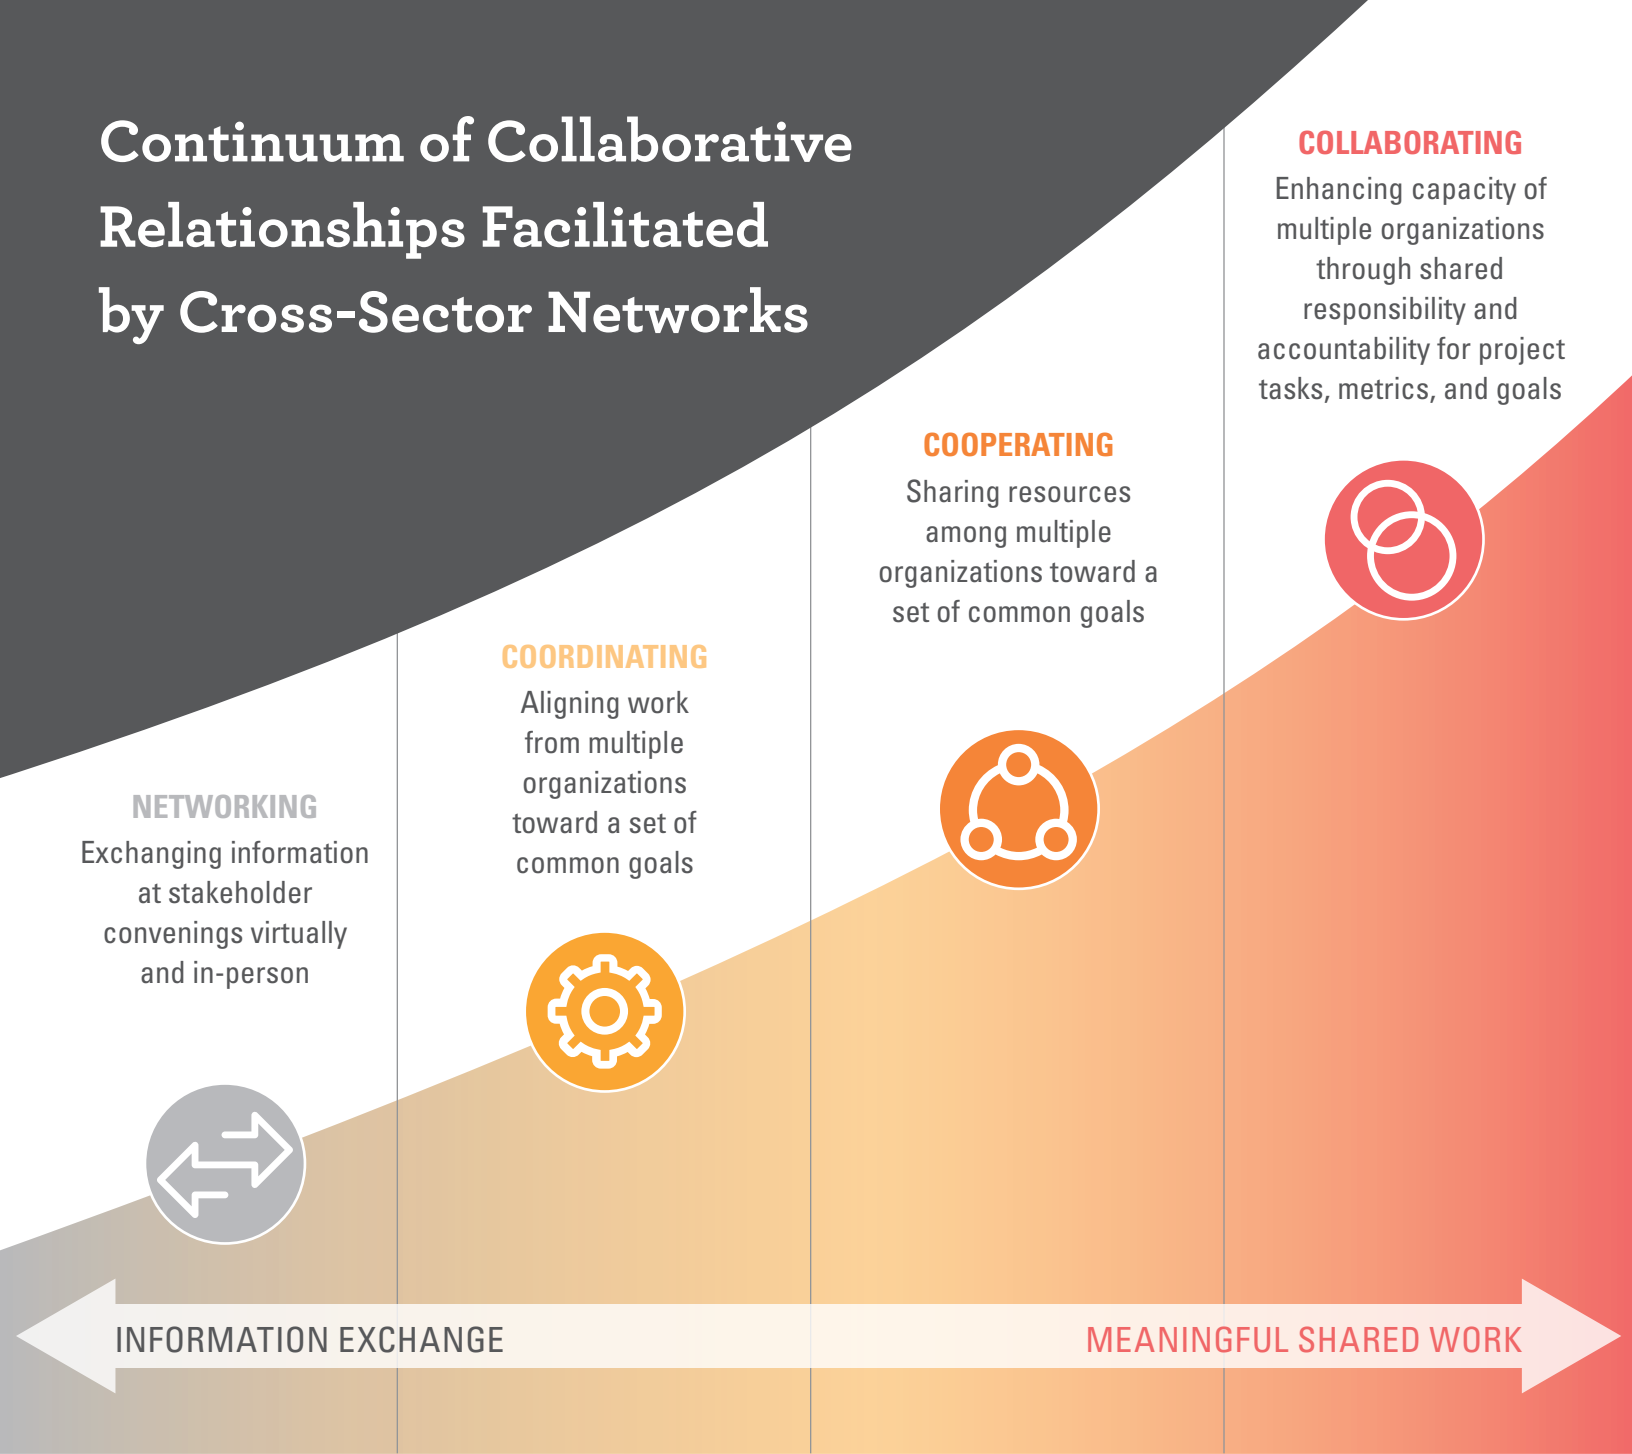 Continuum of Collaborative
Relationships Facilitated
by Cross-Sector Networks
NETWORKING
Exchanging information
at stakeholder
convenings virtually
and in-person
COORDINATING
Aligning work
from multiple
organizations
toward a set of
common goals
COOPERATING
Sharing resources
among multiple
organizations toward a
set of common goals
COLLABORATING
Enhancing capacity of
multiple organizations
through shared
responsibility and
accountability for project
tasks, metrics, and goals
INFORMATION EXCHANGE
MEANINGFUL SHARED WORK